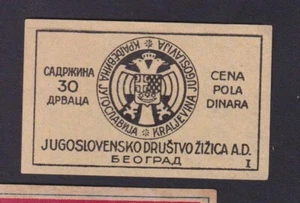 КРАЉЕВИНА ЈУГОСЛАВИЈА * KRALJEVINA JUGOSLAVIJA *
САДРЖИНА
30
ДРВАЦА
CENA
POLA
DINARA
JUGOSLOVENSKO DRUŠTVO ŽIŽICA A.D.
БЕОГРАД
I